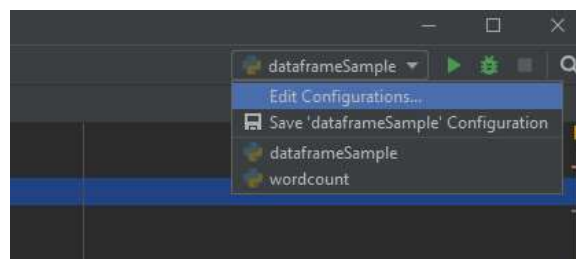 dataframeSample
Edit Configurations...
Save 'dataframeSample' Configuration
dataframeSample
wordcount